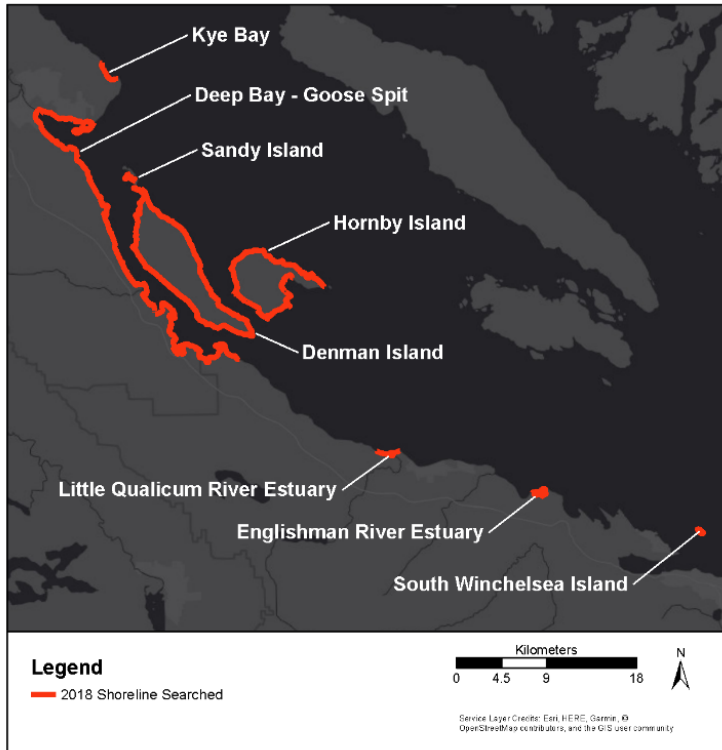 Kye Bay
Deep Bay - Goose Spit
Sandy Island
Hornby Island
Denman Island
Little Qualicum River Estuary
Englishman River Estuary
South Winchelsea Island
Legend
2018 Shoreline Searched
Kilometers
0 4.5 9 18
N
Service Layer Credits: Esri, HERE, Garmin, ©
OpenStreetMap contributors, and the GIS user community